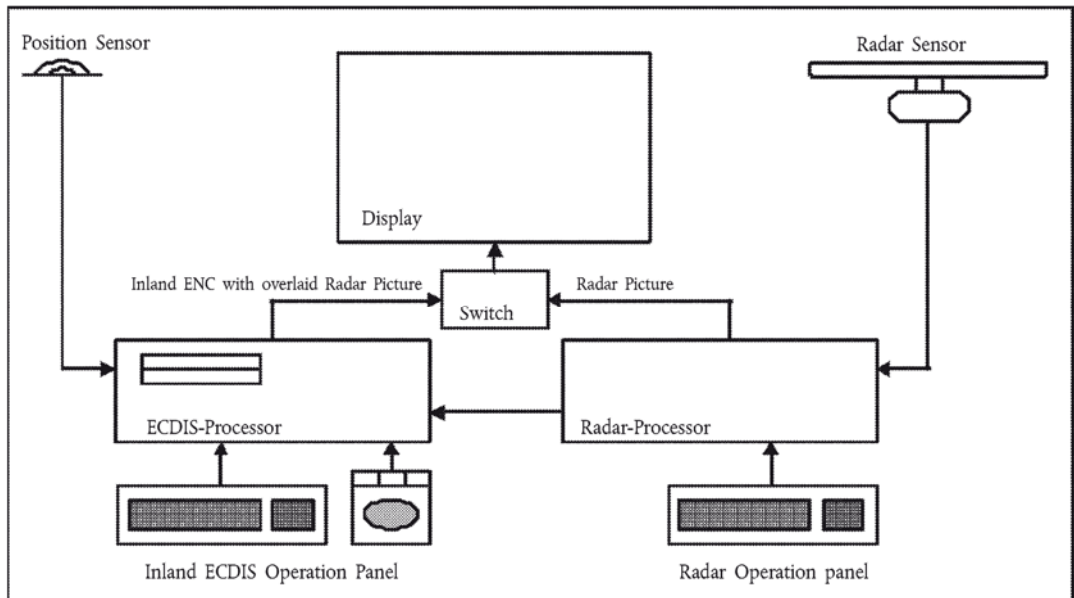 Position Sensor
Radar Sensor
Display
Inland ENC with overlaid Radar Picture
Switch
Radar Picture
ECDIS-Processor
Radar-Processor
Inland ECDIS Operation Panel
Radar Operation panel